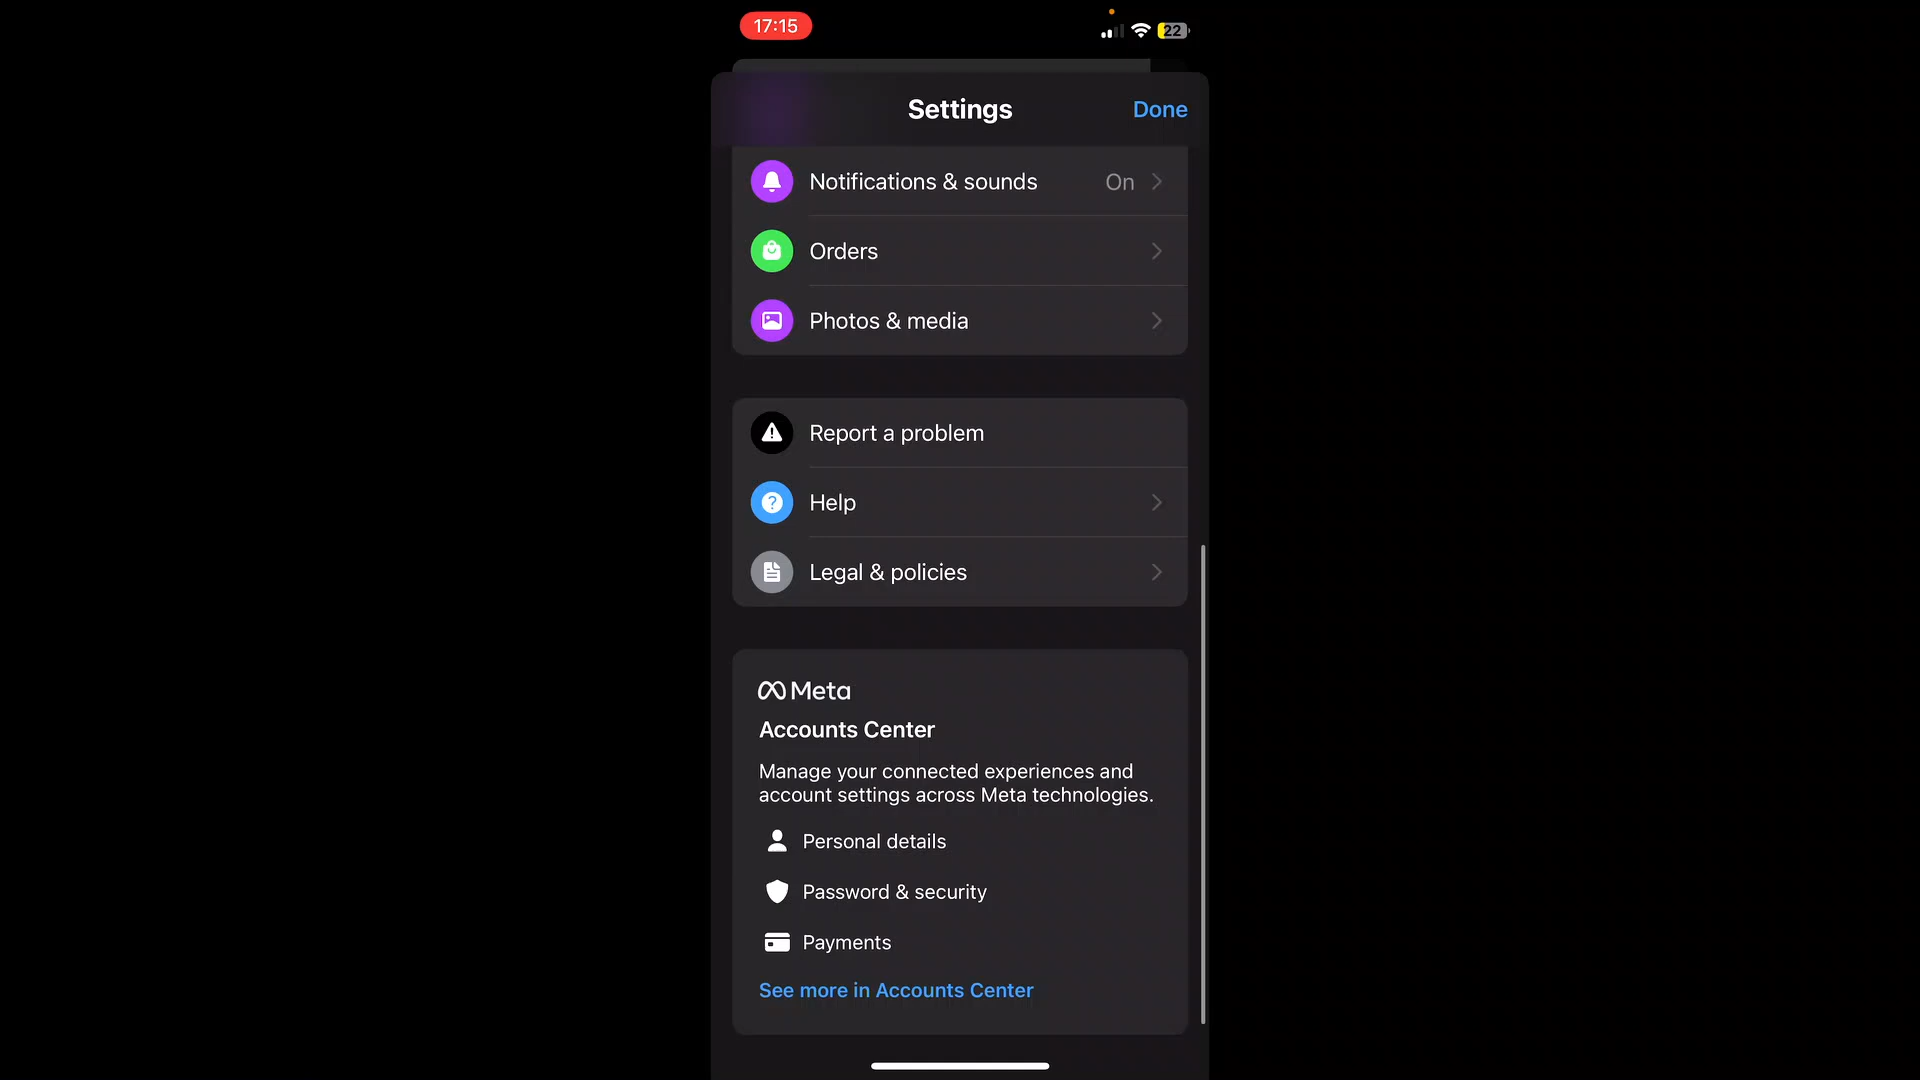 17:15
22
Settings
Done
Notifications & sounds
On
Orders
Photos & media
Report a problem
Help
Legal & policies
Meta
Accounts Center
Manage your connected experiences and
account settings across Meta technologies.
Personal details
Password & security
Payments
See more in Accounts Center